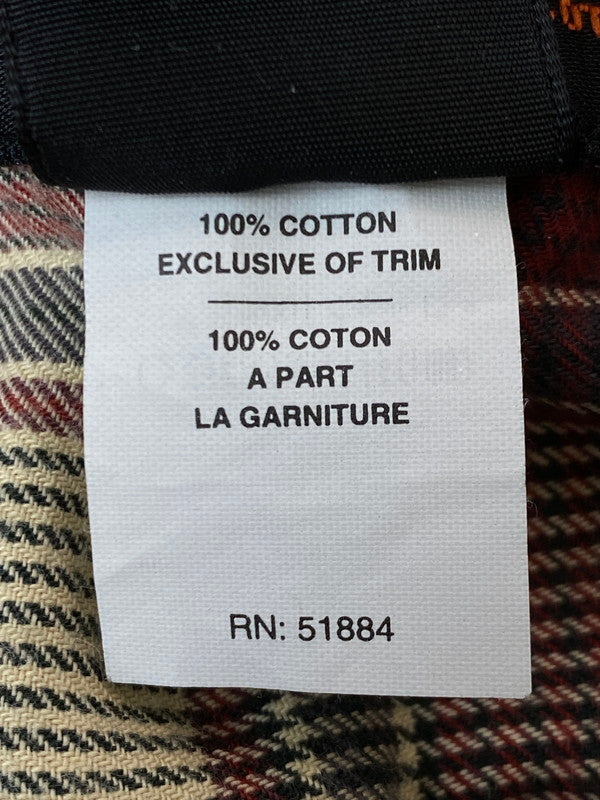 100% COTTON
EXCLUSIVE OF TRIM
100% COTON
A PART
LA GARNITURE
RN: 51884